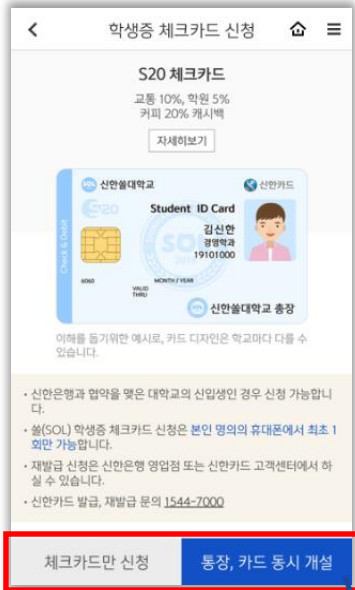 학생증 체크카드 신청
S20 체크카드
교통 10%, 학원 5%
커피 20% 캐시백
자세히보기
SOL 신한쏠대학교 신한카드
S20 Student ID Card
김신한
경영학과
19101000
Check & Debit
6060 MONTH / YEAR
VALID
THRU
신한쏠대학교 총장
이해를 돕기위한 예시로, 카드 디자인은 학교마다 다를 수
있습니다.
• 신한은행과 협약을 맺은 대학교의 신입생인 경우 신청 가능합니
다.
• 쏠(SOL) 학생증 체크카드 신청은 본인 명의의 휴대폰에서 최초 1
회만 가능합니다.
• 재발급 신청은 신한은행 영업점 또는 신한카드 고객센터에서 하
실 수 있습니다.
• 신한카드 발급, 재발급 문의 1544-7000
체크카드만 신청 통장, 카드 동시 개설